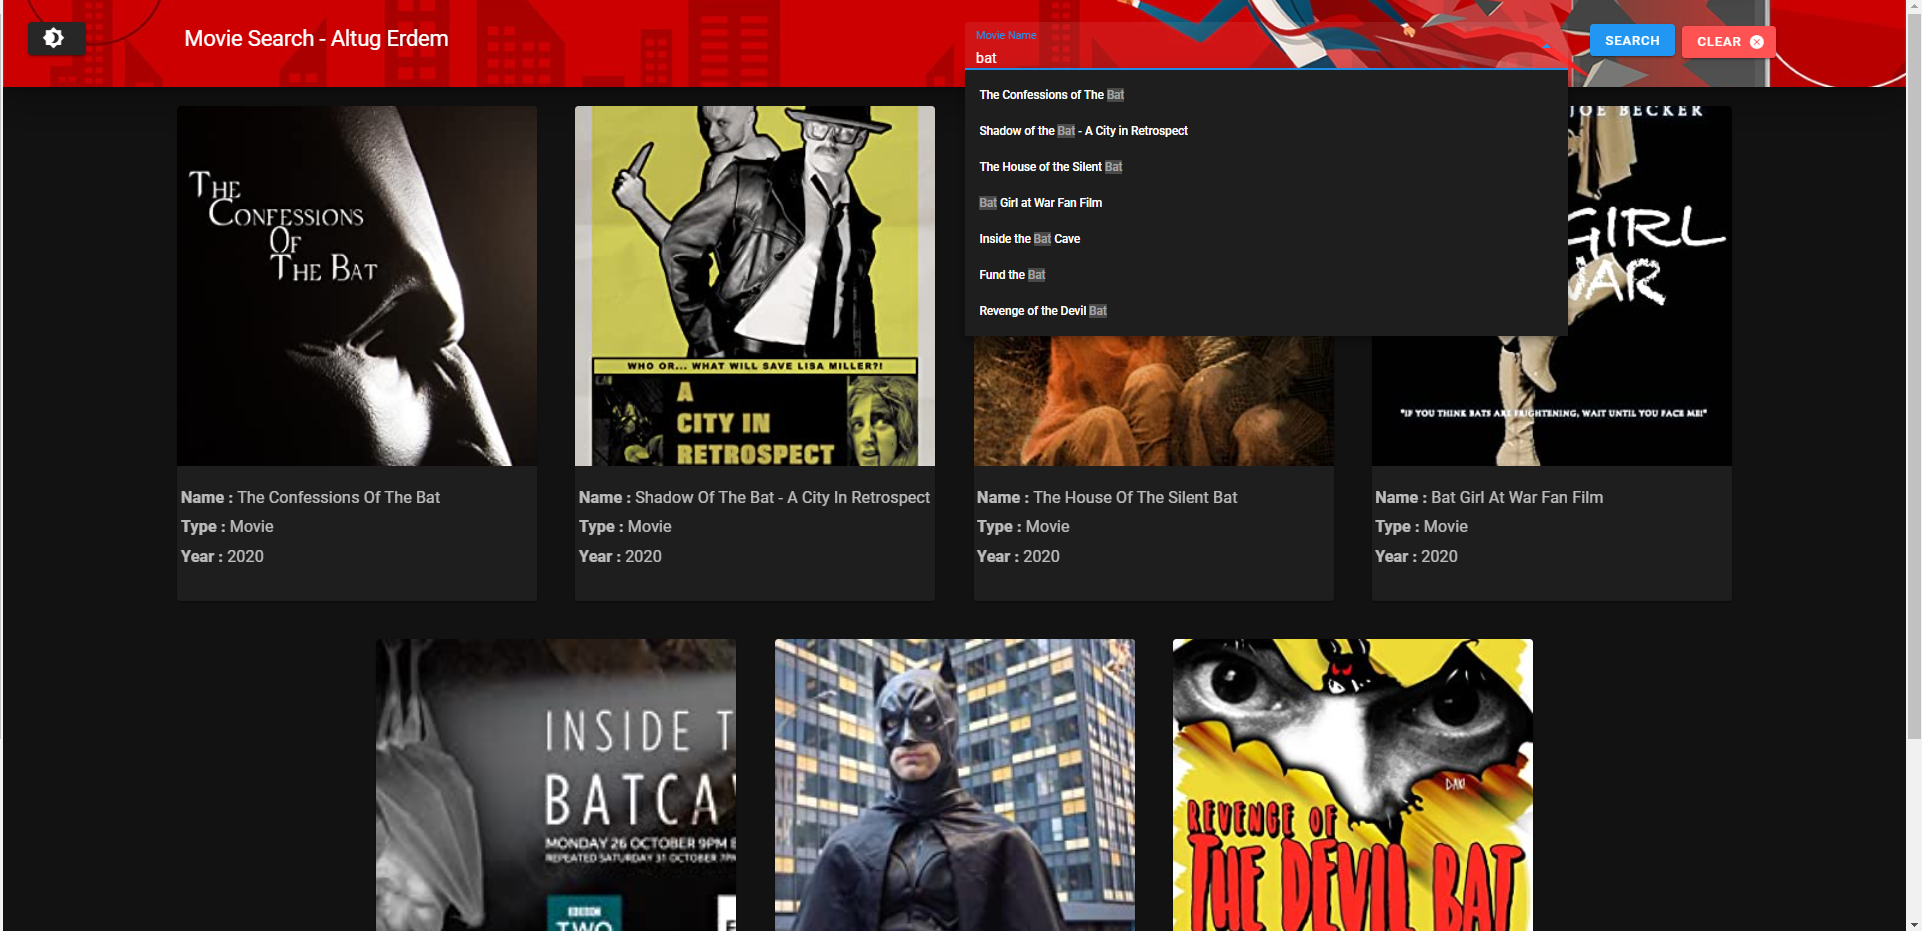 Movie Search - Altug Erdem
Movie Name
bat
SEARCH
CLEAR
The Confessions of The Bat
Shadow of the Bat - A City in Retrospect
The House of the Silent Bat
Bat Girl at War Fan Film
Inside the Bat Cave
Fund the Bat
Revenge of the Devil Bat
THE
CONFESSIONS
OF
THE BAT
WHO OR... WHAT WILL SAVE LISA MILLER?!
A
CITY IN
RETROSPECT
JOE BECKER
GIRL
WAR
"IF YOU THINK BATS ARE FRIGHTENING, WAIT UNTIL YOU FACE ME!"
Name : The Confessions Of The Bat
Type : Movie
Year : 2020
Name : Shadow Of The Bat - A City In Retrospect
Type : Movie
Year : 2020
Name : The House Of The Silent Bat
Type : Movie
Year : 2020
Name : Bat Girl At War Fan Film
Type : Movie
Year : 2020
INSIDE T
BATCA
MONDAY 26 OCTOBER 9PM
REPEATED SATURDAY 31 OCTOBER 7PM
BBC
TWO
DAK!
REVENGE OF
THE DEVIL BAT